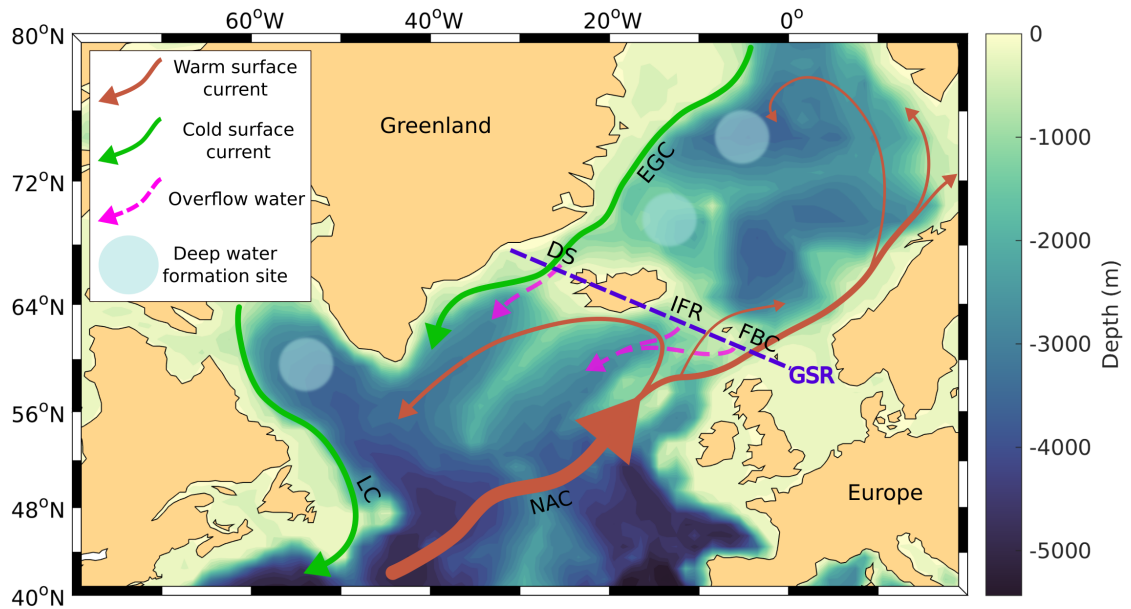 60°W 40°W 20°W 0°
80°N
72°N
64°N
56°N
48°N
40°N
Warm surface
current
Cold surface
current
Overflow water
Deep water
formation site
Greenland
EGC
DS
IFR
FBC
GSR
LC
NAC
Europe
0
-1000
-2000
-3000
-4000
-5000
Depth (m)